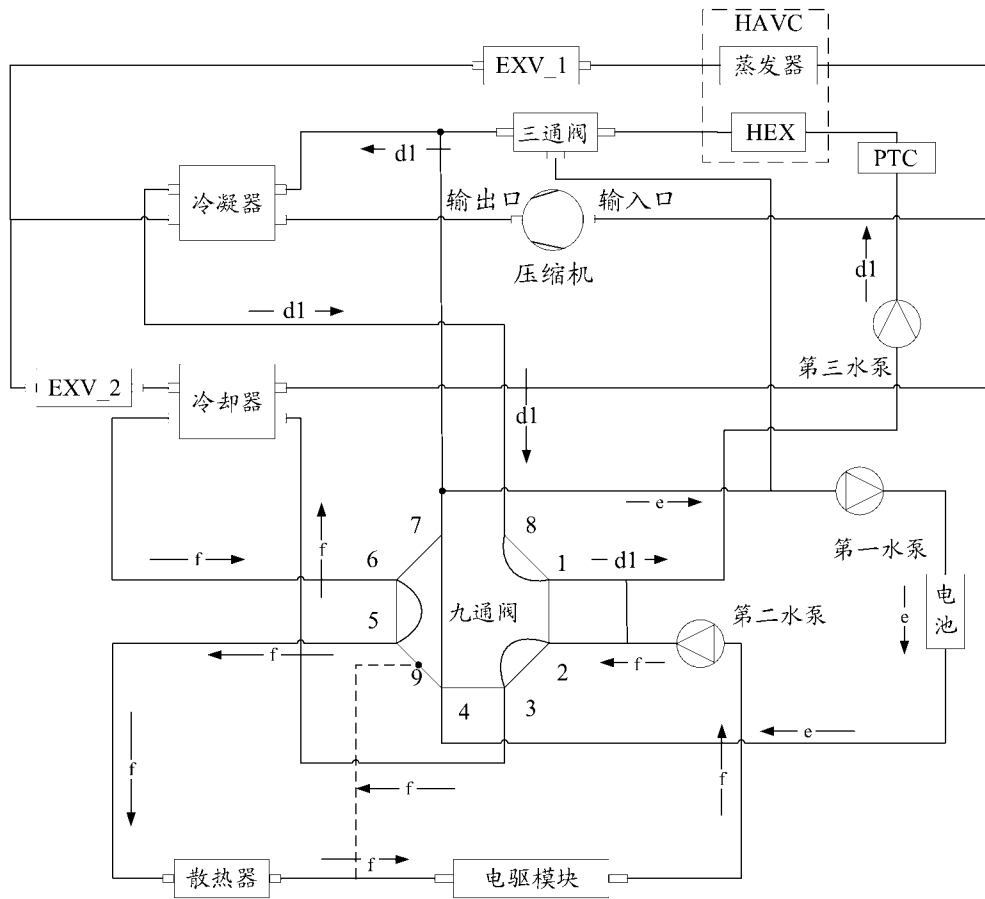 HAVC
EXV_1
蒸发器
三通阀
HEX
PTC
d1
冷凝器
输出口
输入口
压缩机
d1
d1
第三水泵
EXV_2
冷却器
d1
e
第一水泵
7
8
6
1
d1
f
f
5
九通阀
第二水泵
电池
e
f
9
2
f
4
3
e
f
f
f
散热器
f
电驱模块